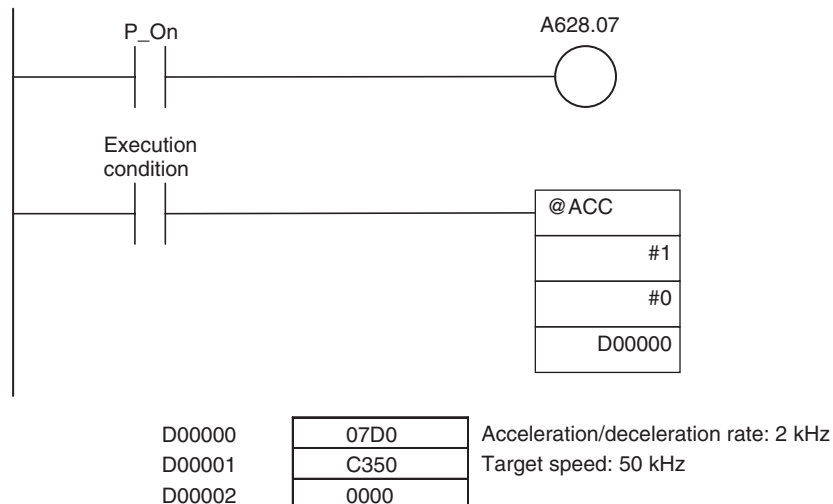 P_On
A628.07
Execution
condition
@ACC
#1
#0
D00000
D00000 07D0 Acceleration/deceleration rate: 2 kHz
D00001 C350 Target speed: 50 kHz
D00002 0000